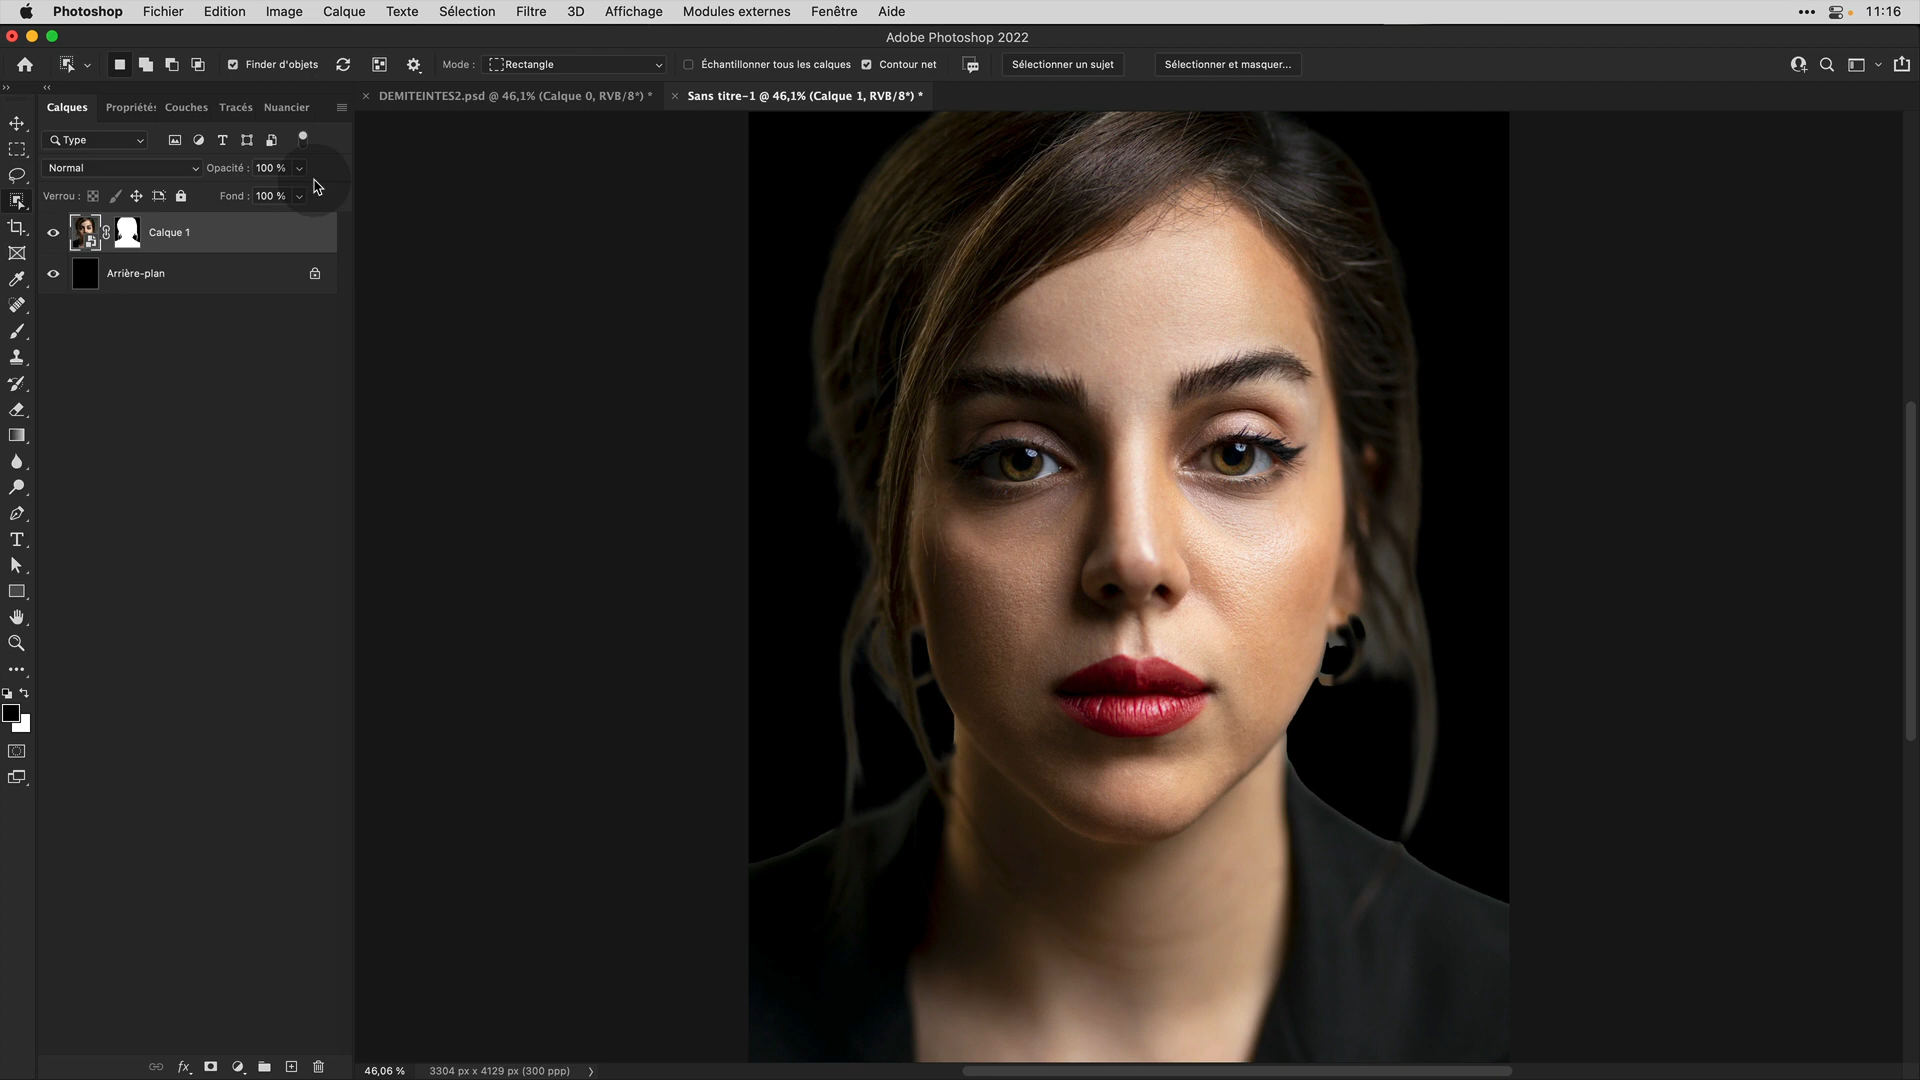 Photoshop Fichier Edition Image Calque Texte Sélection Filtre 3D Affichage Modules externes Fenêtre Aide 11:16
Adobe Photoshop 2022
Finder d'objets Mode : Rectangle Échantillonner tous les calques Contour net Sélectionner un sujet Sélectionner et masquer...
DEMITEINTES2.psd @ 46,1% (Calque 0, RVB/8*) * Sans titre-1 @ 46,1% (Calque 1, RVB/8*) *
Calques Propriétés Couches Tracés Nuancier
Type
Normal Opacité : 100 %
Verrou : Fond : 100 %
Calque 1
Arrière-plan
fx
46,06 % 3304 px x 4129 px (300 ppp)